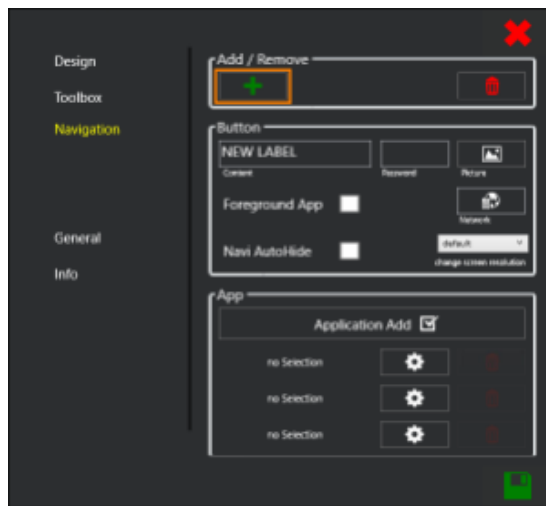 Design
Toolbox
Navigation
General
Info
Add / Remove
Button
NEW LABEL
Content
Password
Picture
Foreground App
Network
Navi AutoHide
default
change screen resolution
App
Application Add
no Selection
no Selection
no Selection